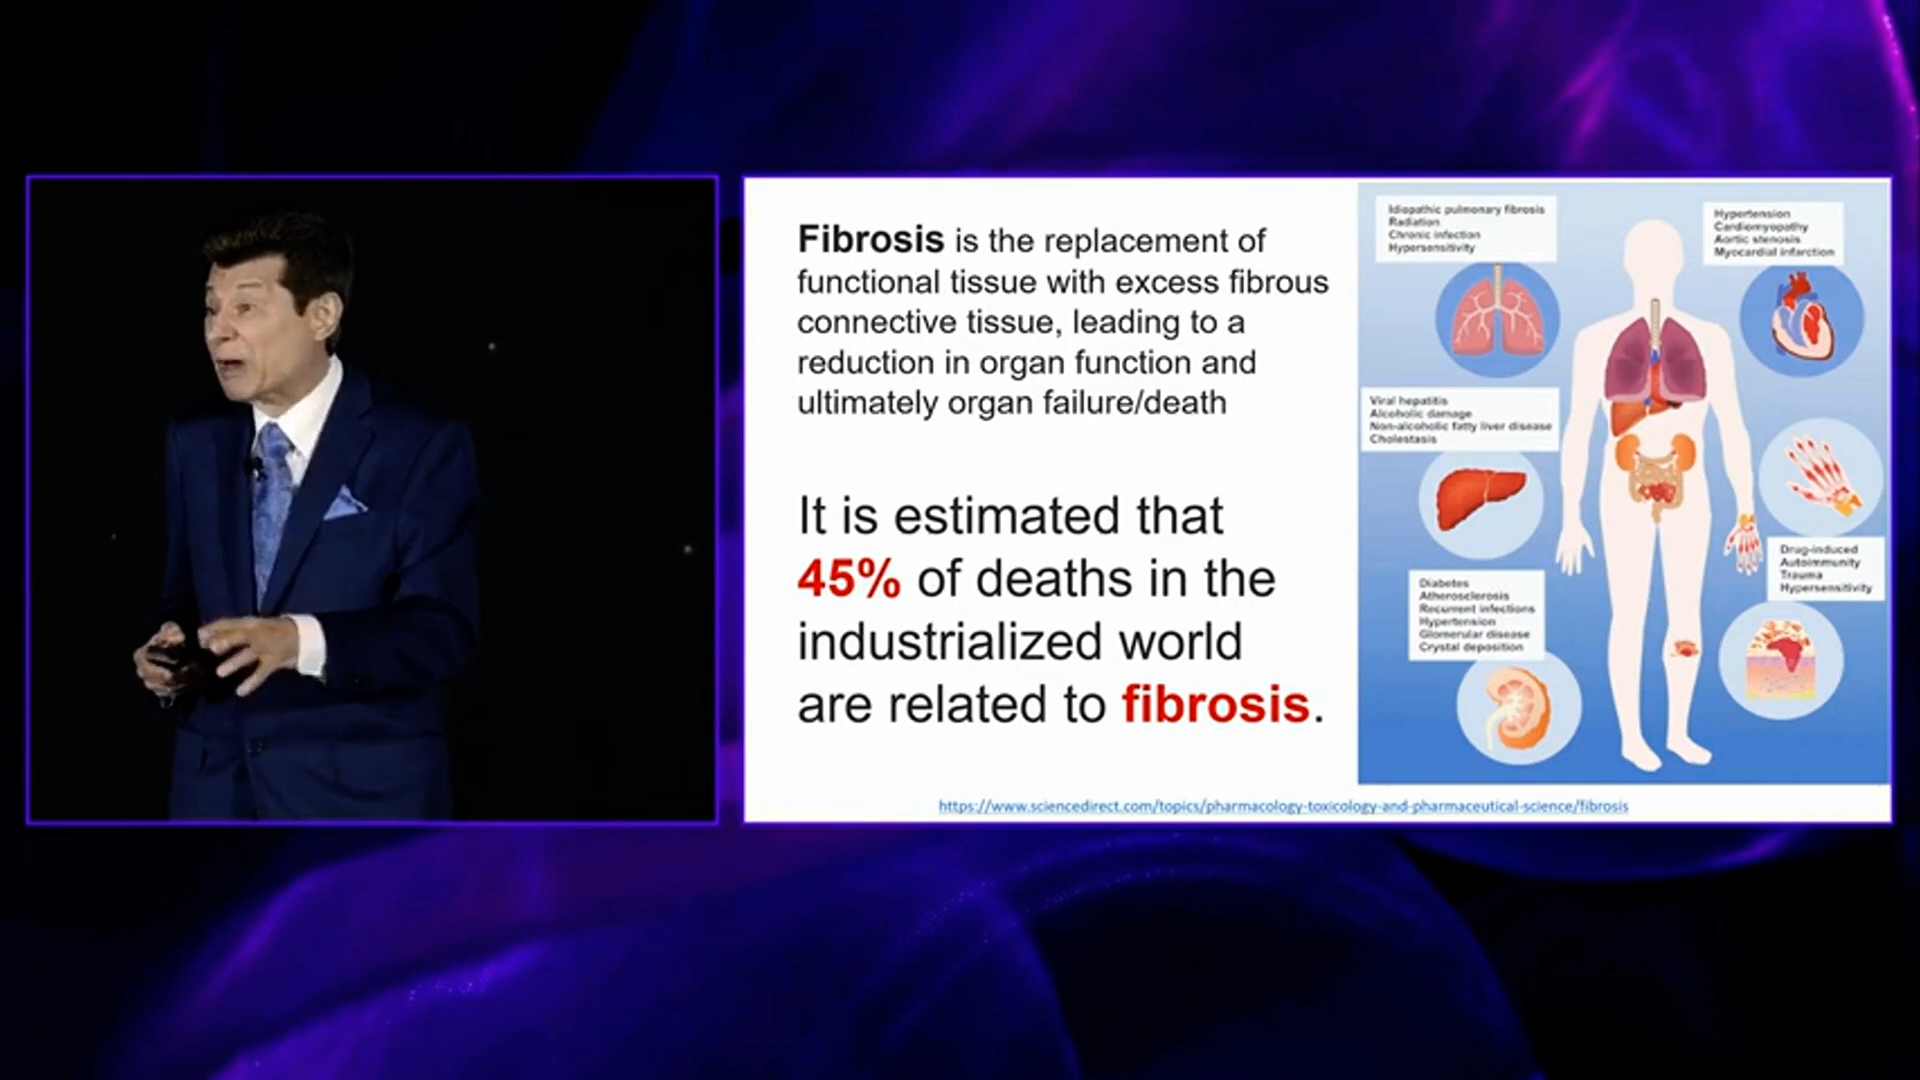 Fibrosis is the replacement of
functional tissue with excess fibrous
connective tissue, leading to a
reduction in organ function and
ultimately organ failure/death
It is estimated that
45% of deaths in the
industrialized world
are related to fibrosis.
Idiopathic pulmonary fibrosis
Radiation
Chronic infection
Hypersensitivity
Hypertension
Cardiomyopathy
Aortic stenosis
Myocardial infarction
Viral hepatitis
Alcoholic damage
Non-alcoholic fatty liver disease
Cholestasis
Drug-induced
Autoimmunity
Trauma
Hypersensitivity
Diabetes
Atherosclerosis
Recurrent infections
Hypertension
Glomerular disease
Crystal deposition
https://www.sciencedirect.com/topics/pharmacology-toxicology-and-pharmaceutical-science/fibrosis